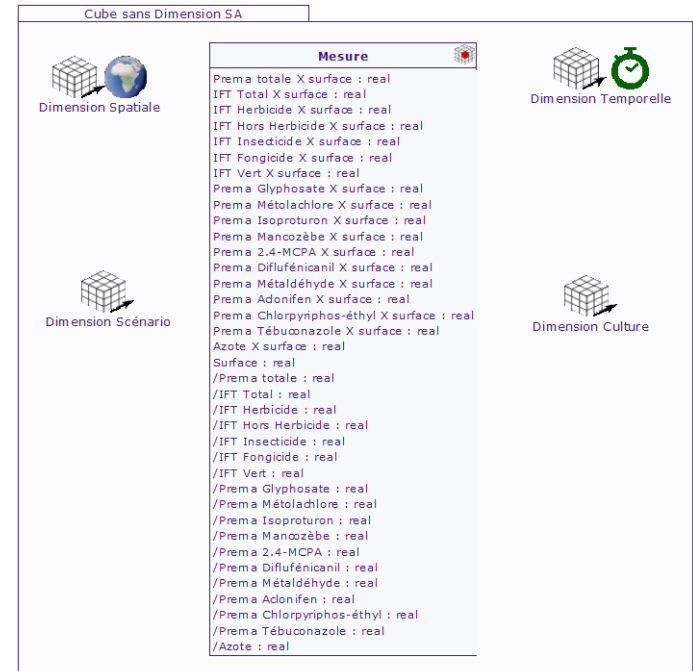 Cube sans Dimension SA
Mesure
Dimension Spatiale
Dimension Temporelle
Prema totale X surface : real
IFT Total X surface : real
IFT Herbicide X surface : real
IFT Hors Herbicide X surface : real
IFT Insecticide X surface : real
IFT Fongicide X surface : real
IFT Vert X surface : real
Prema Glyphosate X surface : real
Prema Métolachlore X surface : real
Prema Isoproturon X surface : real
Prema Mancozèbe X surface : real
Prema 2.4-MCPA X surface : real
Prema Diflufénicanil X surface : real
Prema Métaldéhyde X surface : real
Prema Adonifen X surface : real
Prema Chlorpyriphos-éthyl X surface : real
Prema Tébuconazole X surface : real
Azote X surface : real
Surface : real
Dimension Scénario
Dimension Culture
/Prema totale : real
/IFT Total : real
/IFT Herbicide : real
/IFT Hors Herbicide : real
/IFT Insecticide : real
/IFT Fongicide : real
/IFT Vert : real
/Prema Glyphosate : real
/Prema Métolachlore : real
/Prema Isoproturon : real
/Prema Mancozèbe : real
/Prema 2.4-MCPA : real
/Prema Diflufénicanil : real
/Prema Métaldéhyde : real
/Prema Aclonifen : real
/Prema Chlorpyriphos-éthyl : real
/Prema Tébuconazole : real
/Azote : real